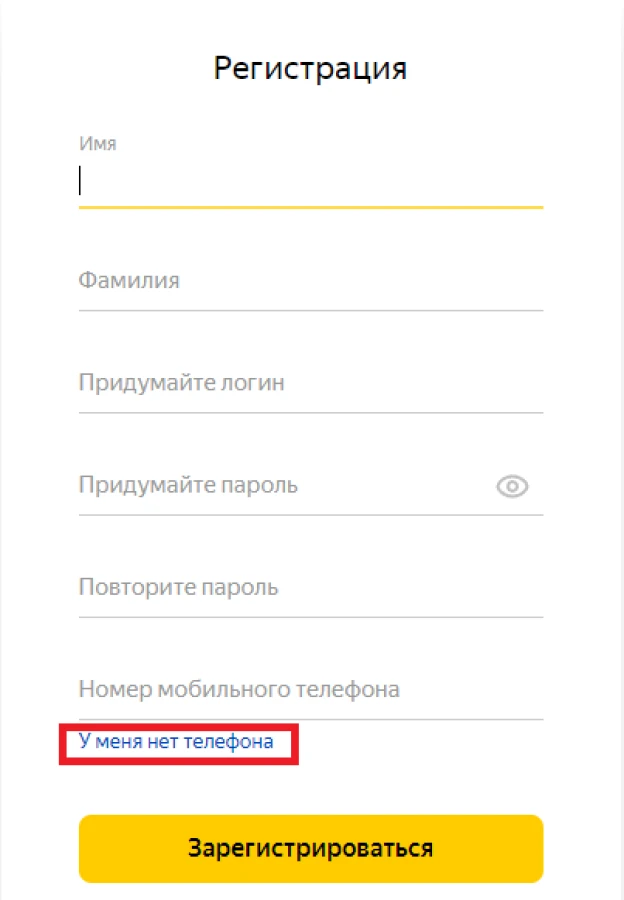 Регистрация
Имя
Фамилия
Придумайте логин
Придумайте пароль
Повторите пароль
Номер мобильного телефона
У меня нет телефона
Зарегистрироваться